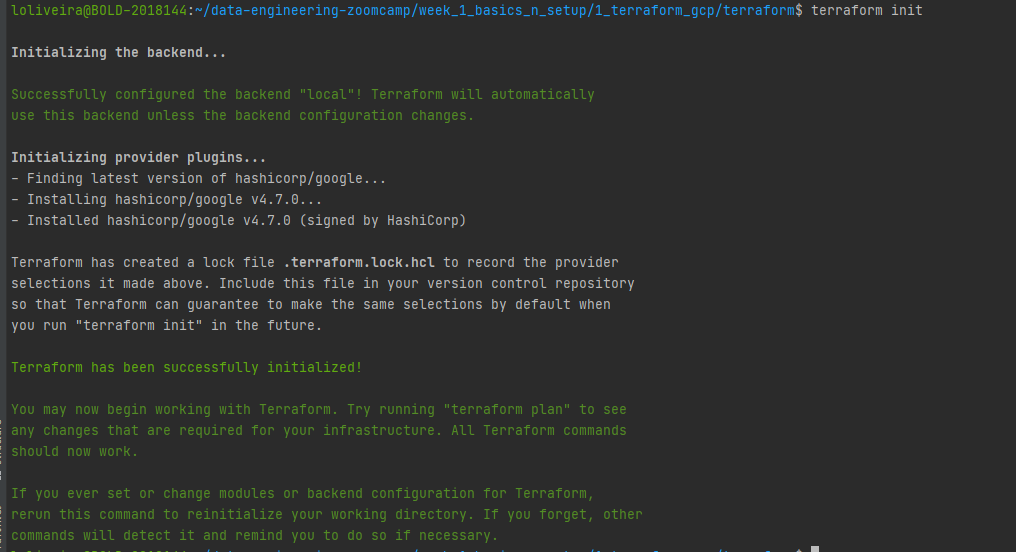 loliveira@BOLD-2018144:~/data-engineering-zoomcamp/week_1_basics_n_setup/1_terraform_gcp/terraform$ terraform init
Initializing the backend...
Successfully configured the backend "local"! Terraform will automatically
use this backend unless the backend configuration changes.
Initializing provider plugins...
- Finding latest version of hashicorp/google...
- Installing hashicorp/google v4.7.0...
- Installed hashicorp/google v4.7.0 (signed by HashiCorp)
Terraform has created a lock file .terraform.lock.hcl to record the provider
selections it made above. Include this file in your version control repository
so that Terraform can guarantee to make the same selections by default when
you run "terraform init" in the future.
Terraform has been successfully initialized!
You may now begin working with Terraform. Try running "terraform plan" to see
any changes that are required for your infrastructure. All Terraform commands
should now work.
If you ever set or change modules or backend configuration for Terraform,
rerun this command to reinitialize your working directory. If you forget, other
commands will detect it and remind you to do so if necessary.